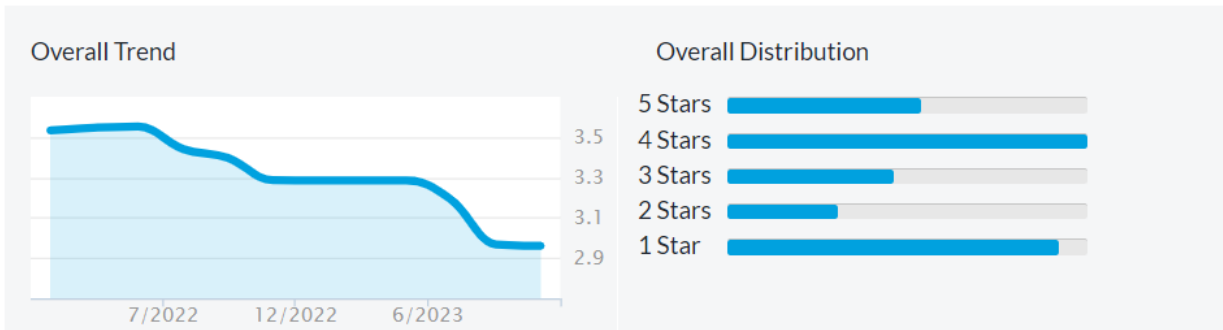 Overall Trend
3.5
3.3
3.1
2.9
7/2022 12/2022 6/2023
Overall Distribution
5 Stars
4 Stars
3 Stars
2 Stars
1 Star